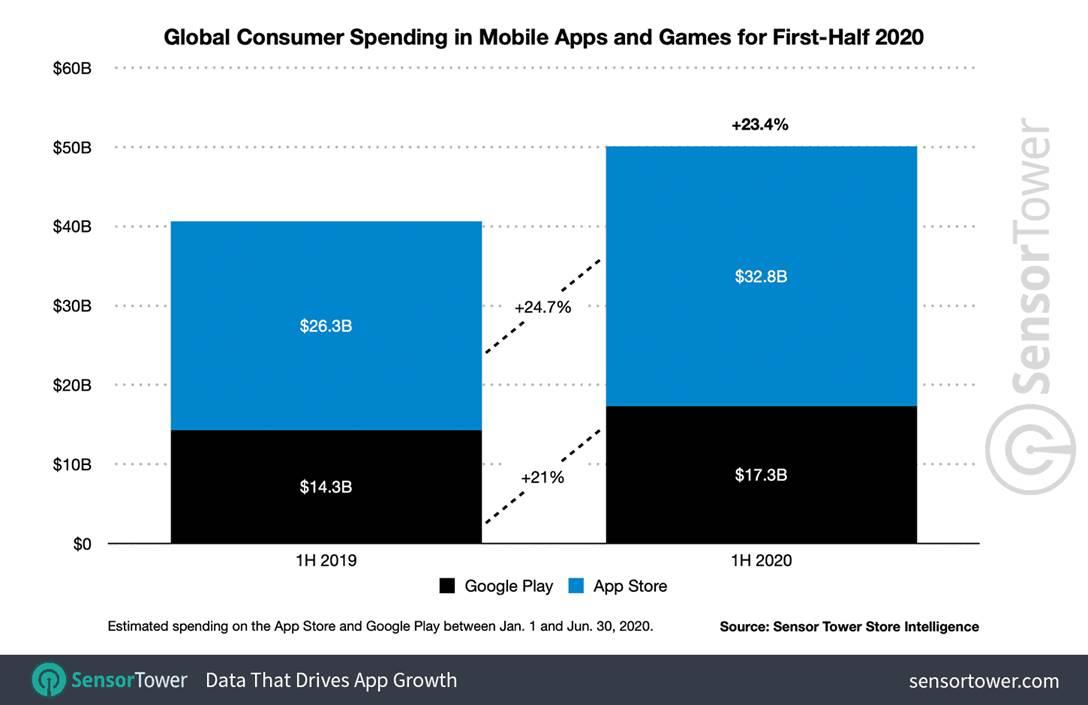 Global Consumer Spending in Mobile Apps and Games for First-Half 2020
$60B
$50B
$40B
$30B
$20B
$10B
$0
+23.4%
$26.3B
$14.3B
+24.7%
+21%
$32.8B
$17.3B
1H 2019
1H 2020
Google Play
App Store
Estimated spending on the App Store and Google Play between Jan. 1 and Jun. 30, 2020.
Source: Sensor Tower Store Intelligence
SensorTower
SensorTower
Data That Drives App Growth
sensortower.com